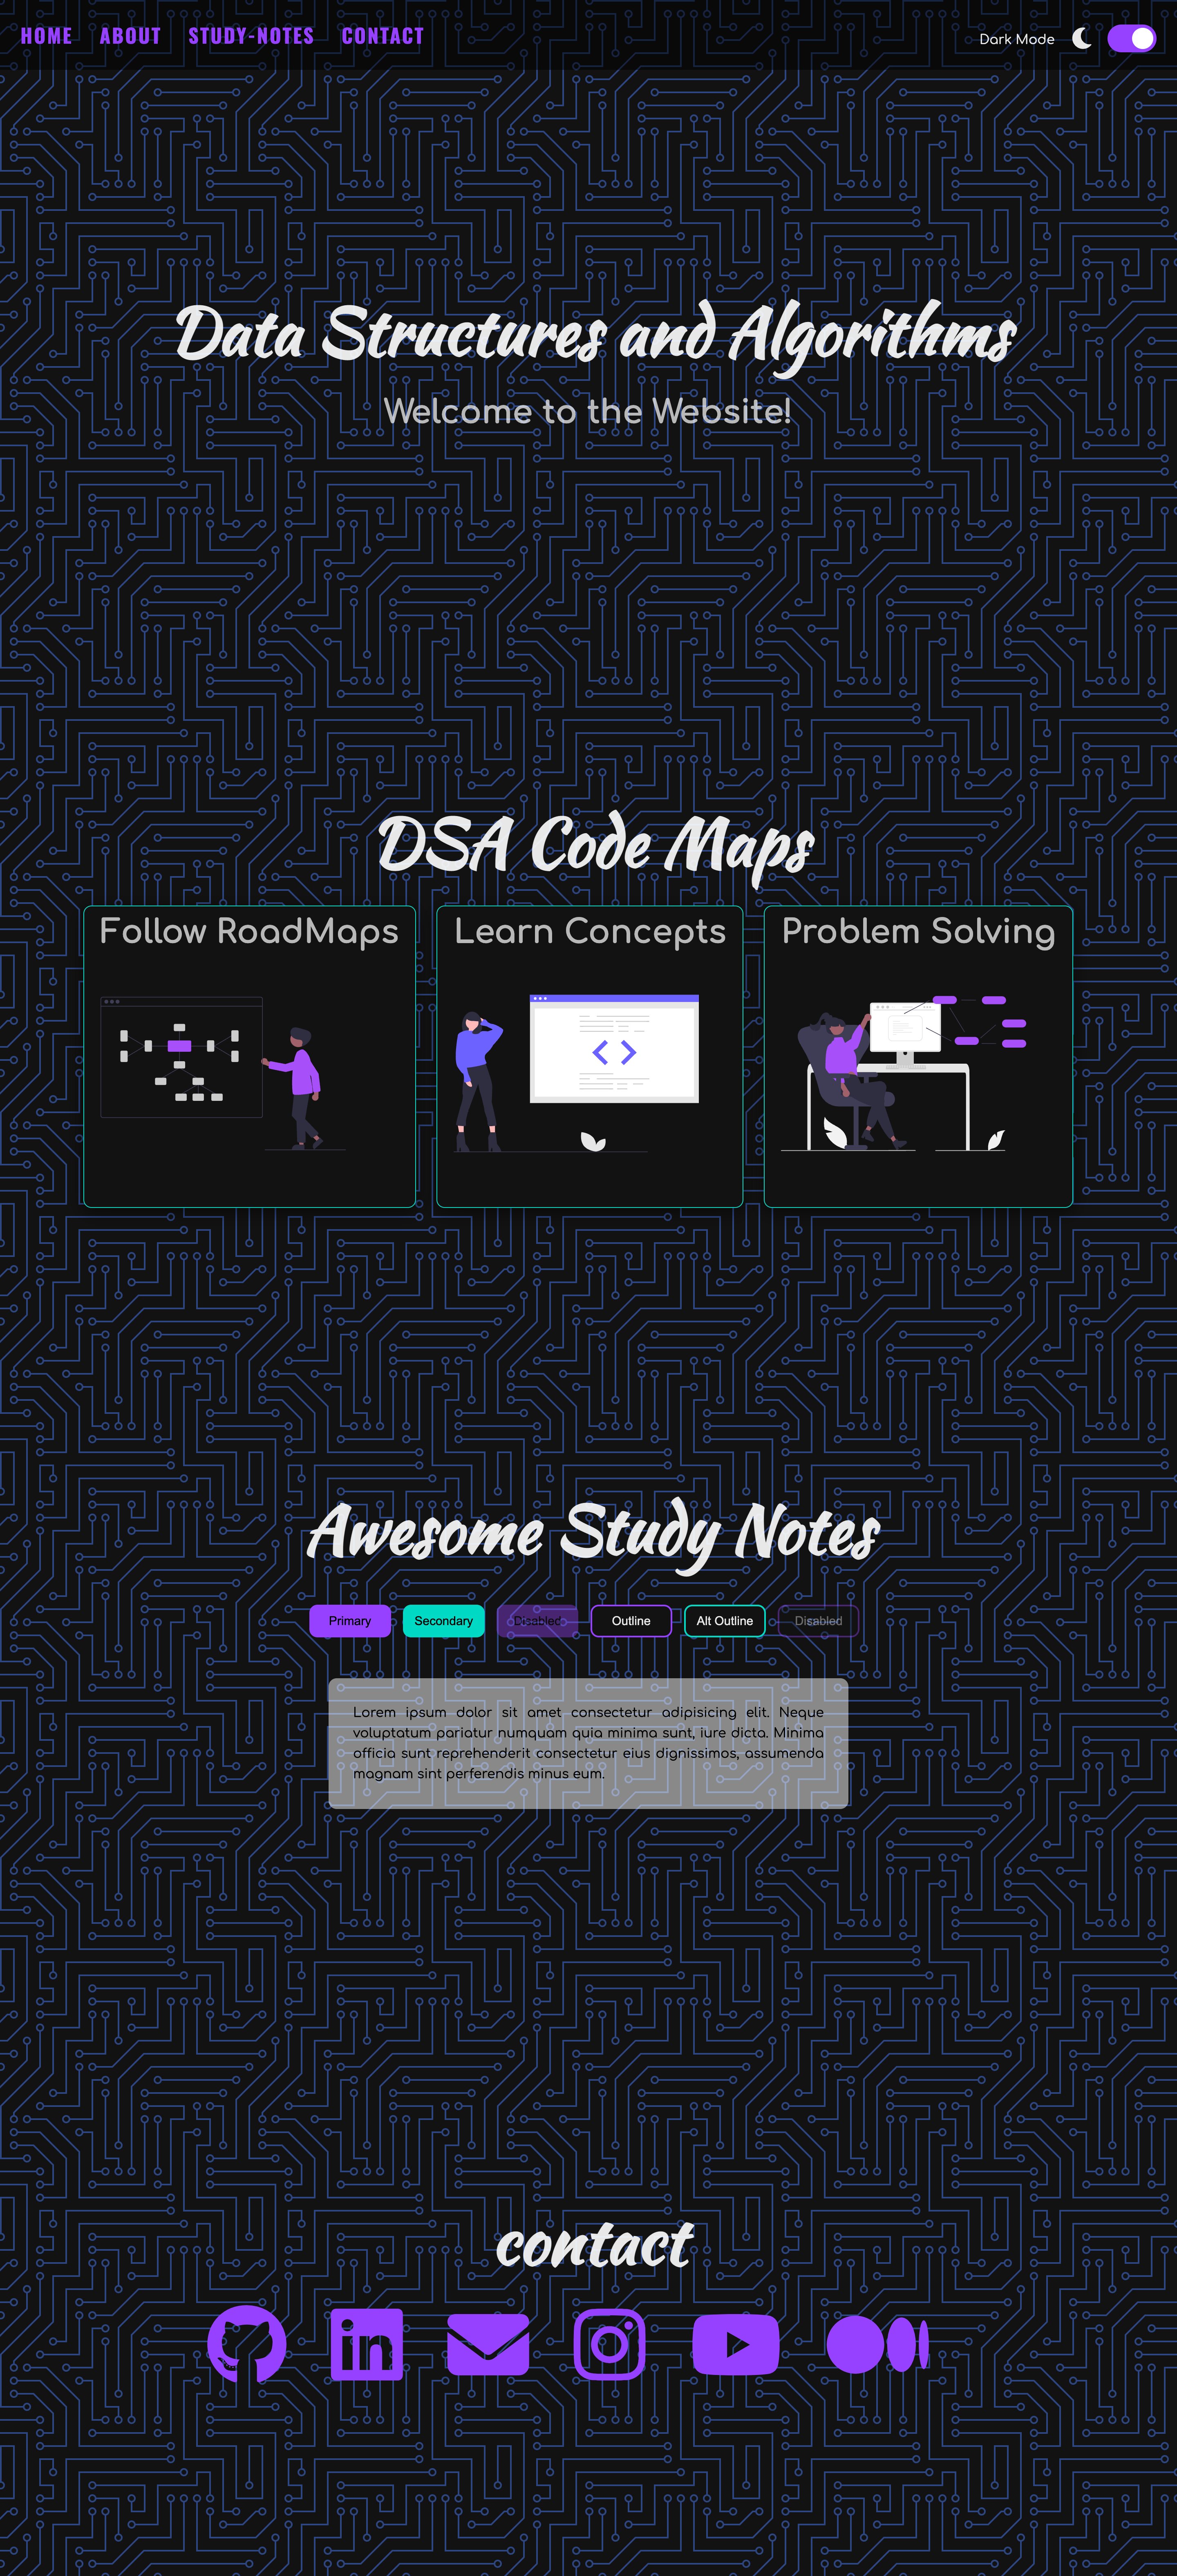 HOME ABOUT STUDY-NOTES CONTACT Dark Mode
Data Structures and Algorithms
Welcome to the Website!
DSA Code Maps
Follow RoadMaps Learn Concepts Problem Solving
Awesome Study Notes
Primary Secondary Disabled Outline Alt Outline Disabled
Lorem ipsum dolor sit amet consectetur adipisicing elit. Neque
voluptatum pariatur numquam quia minima sunt, iure dicta. Minima
officia sunt reprehenderit consectetur eius dignissimos, assumenda
magnam sint perferendis minus eum.
contact
in